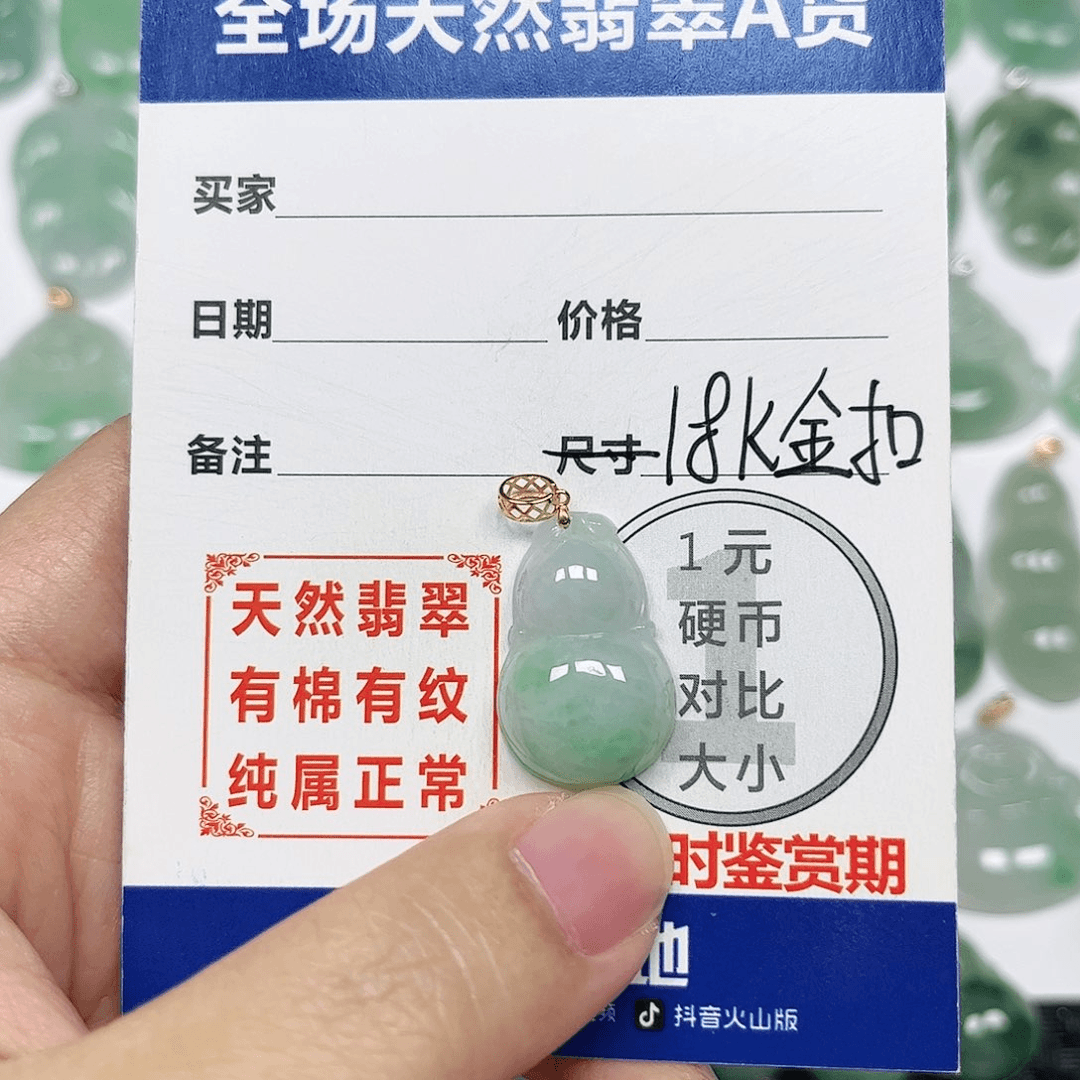 全场天然翡翠A货
买家
日期 价格
备注 尺寸 18K金扣
1元
硬币
对比
大小
天然翡翠
有棉有纹
纯属正常
时鉴赏期
地
频 抖音火山版